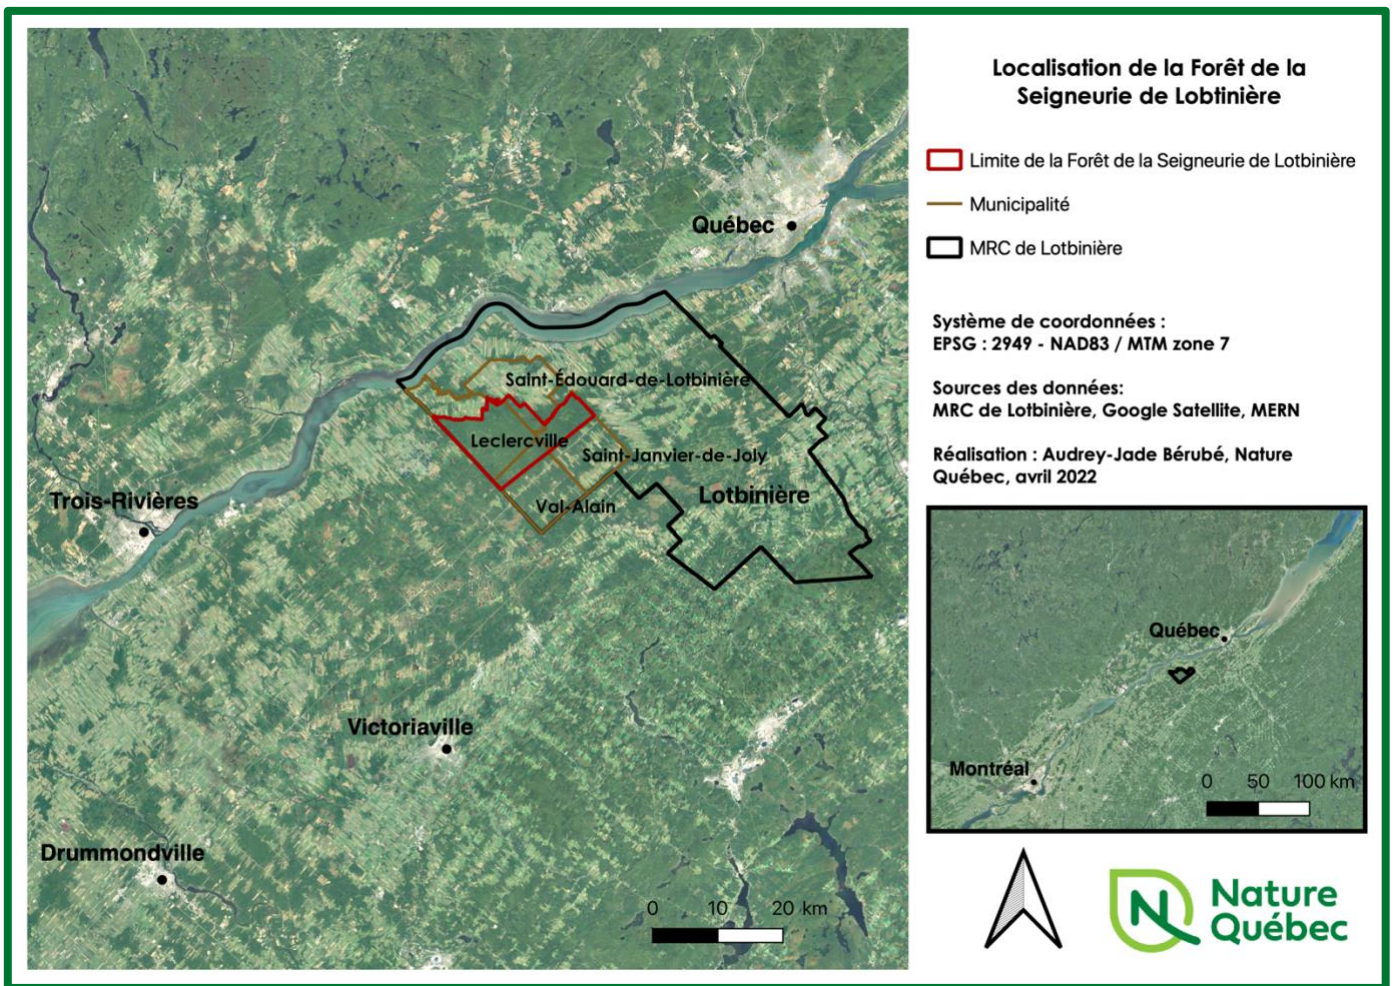 Localisation de la Forêt de la
Seigneurie de Lobtinière
Limite de la Forêt de la Seigneurie de Lotbinière
Municipalité
MRC de Lotbinière
Système de coordonnées :
EPSG : 2949 - NAD83 / MTM zone 7
Sources des données:
MRC de Lotbinière, Google Satellite, MERN
Réalisation : Audrey-Jade Bérubé, Nature
Québec, avril 2022
Québec
Saint-Édouard-de-Lotbinière
Leclercville
Saint-Janvier-de-Joly
Lotbinière
Val-Alain
Trois-Rivières
Victoriaville
Drummondville
0 10 20 km
Québec
Montréal
0 50 100 km
Nature
Québec